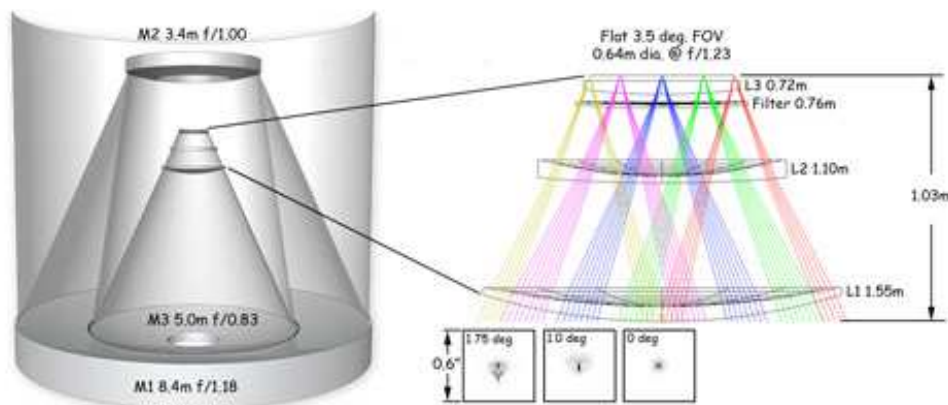 M2 3.4m f/1.00
M3 5.0m f/0.83
M1 8.4m f/1.18
Flat 3.5 deg. FOV
0.64m dia. @ f/1.23
L3 0.72m
Filter 0.76m
L2 1.10m
1.03m
L1 1.55m
0.6"
1.75 deg
1.0 deg
0 deg